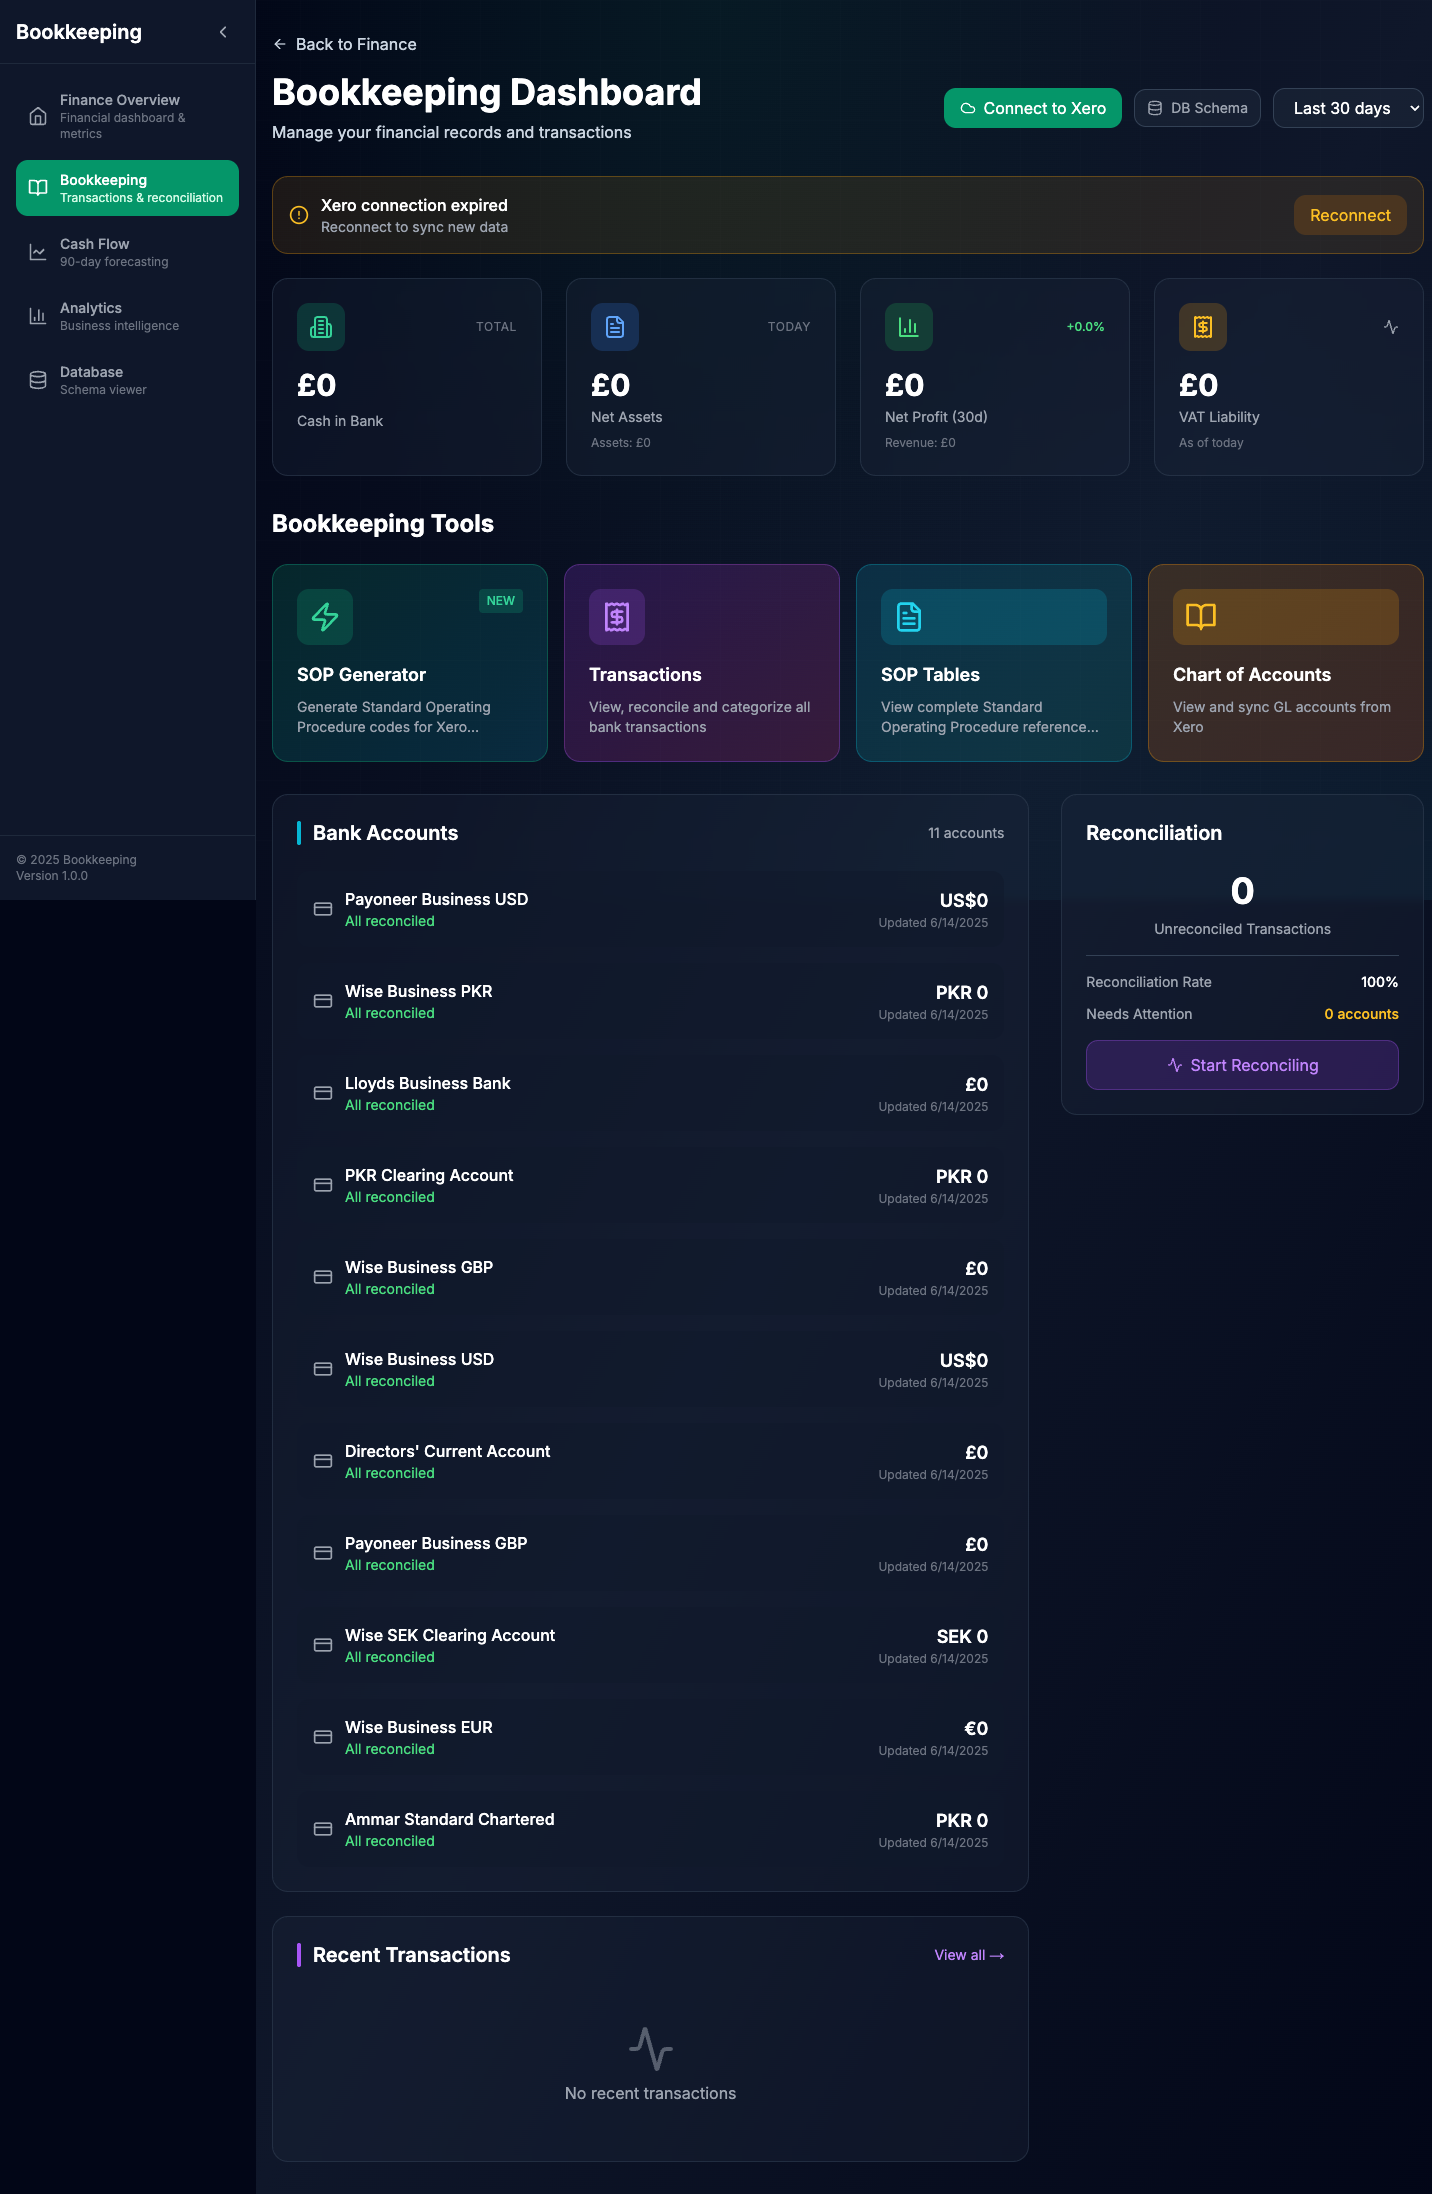 Bookkeeping
Finance Overview
Financial dashboard &
metrics
Bookkeeping
Transactions & reconciliation
Cash Flow
90-day forecasting
Analytics
Business intelligence
Database
Schema viewer
© 2025 Bookkeeping
Version 1.0.0
← Back to Finance
Bookkeeping Dashboard
Manage your financial records and transactions
Connect to Xero
DB Schema
Last 30 days
Xero connection expired
Reconnect to sync new data
Reconnect
TOTAL
£0
Cash in Bank
TODAY
£0
Net Assets
Assets: £0
+0.0%
£0
Net Profit (30d)
Revenue: £0
£0
VAT Liability
As of today
Bookkeeping Tools
NEW
SOP Generator
Generate Standard Operating
Procedure codes for Xero...
Transactions
View, reconcile and categorize all
bank transactions
SOP Tables
View complete Standard
Operating Procedure reference...
Chart of Accounts
View and sync GL accounts from
Xero
Bank Accounts
11 accounts
Payoneer Business USD
All reconciled
US$0
Updated 6/14/2025
Wise Business PKR
All reconciled
PKR 0
Updated 6/14/2025
Lloyds Business Bank
All reconciled
£0
Updated 6/14/2025
PKR Clearing Account
All reconciled
PKR 0
Updated 6/14/2025
Wise Business GBP
All reconciled
£0
Updated 6/14/2025
Wise Business USD
All reconciled
US$0
Updated 6/14/2025
Directors' Current Account
All reconciled
£0
Updated 6/14/2025
Payoneer Business GBP
All reconciled
£0
Updated 6/14/2025
Wise SEK Clearing Account
All reconciled
SEK 0
Updated 6/14/2025
Wise Business EUR
All reconciled
€0
Updated 6/14/2025
Ammar Standard Chartered
All reconciled
PKR 0
Updated 6/14/2025
Reconciliation
0
Unreconciled Transactions
Reconciliation Rate 100%
Needs Attention 0 accounts
Start Reconciling
Recent Transactions
View all →
No recent transactions